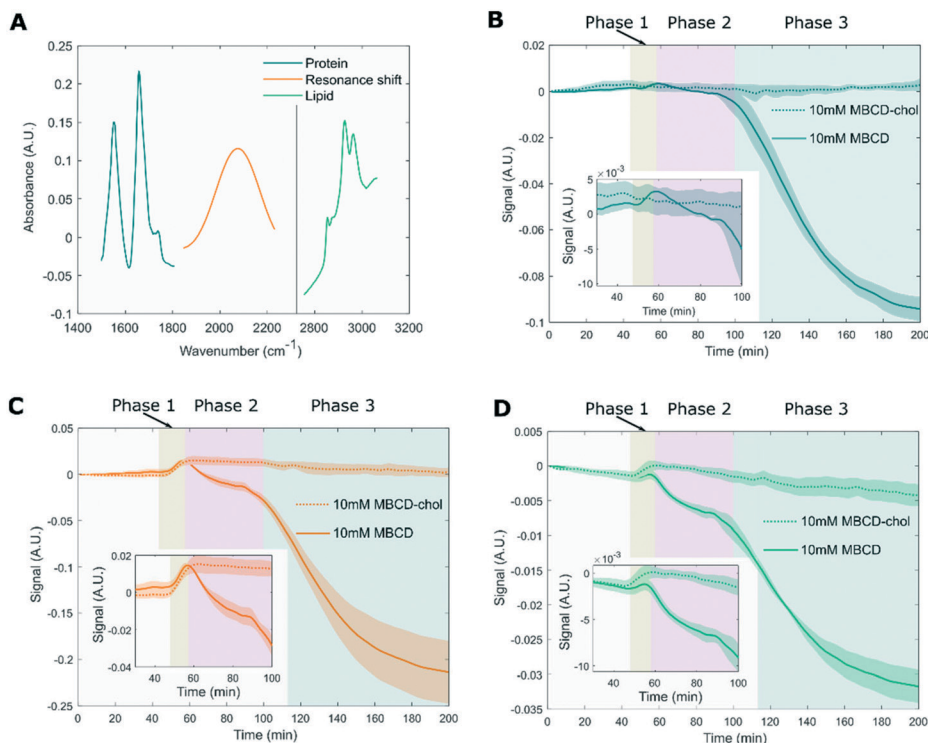 A
Absorbance (A.U.)
0.25
0.2
0.15
0.1
0.05
0
-0.05
-0.1
Protein
Resonance shift
Lipid
1400 1600 1800 2000 2200 2800 3000 3200
Wavenumber (cm⁻¹)
B
Phase 1 Phase 2 Phase 3
Signal (A.U.)
0.02
0
-0.02
-0.04
-0.06
-0.08
-0.1
10mM MBCD-chol
10mM MBCD
×10⁻³
Signal (A.U.)
5
0
-5
-10
40 60 80 100
Time (min)
0 20 40 60 80 100 120 140 160 180 200
Time (min)
C
Phase 1 Phase 2 Phase 3
Signal (A.U.)
0.05
0
-0.05
-0.1
-0.15
-0.2
-0.25
10mM MBCD-chol
10mM MBCD
Signal (A.U.)
0.02
0
-0.02
-0.04
40 60 80 100
Time (min)
0 20 40 60 80 100 120 140 160 180 200
Time (min)
D
Phase 1 Phase 2 Phase 3
Signal (A.U.)
0.005
0
-0.005
-0.01
-0.015
-0.02
-0.025
-0.03
-0.035
10mM MBCD-chol
10mM MBCD
×10⁻³
Signal (A.U.)
0
-5
-10
40 60 80 100
Time (min)
0 20 40 60 80 100 120 140 160 180 200
Time (min)